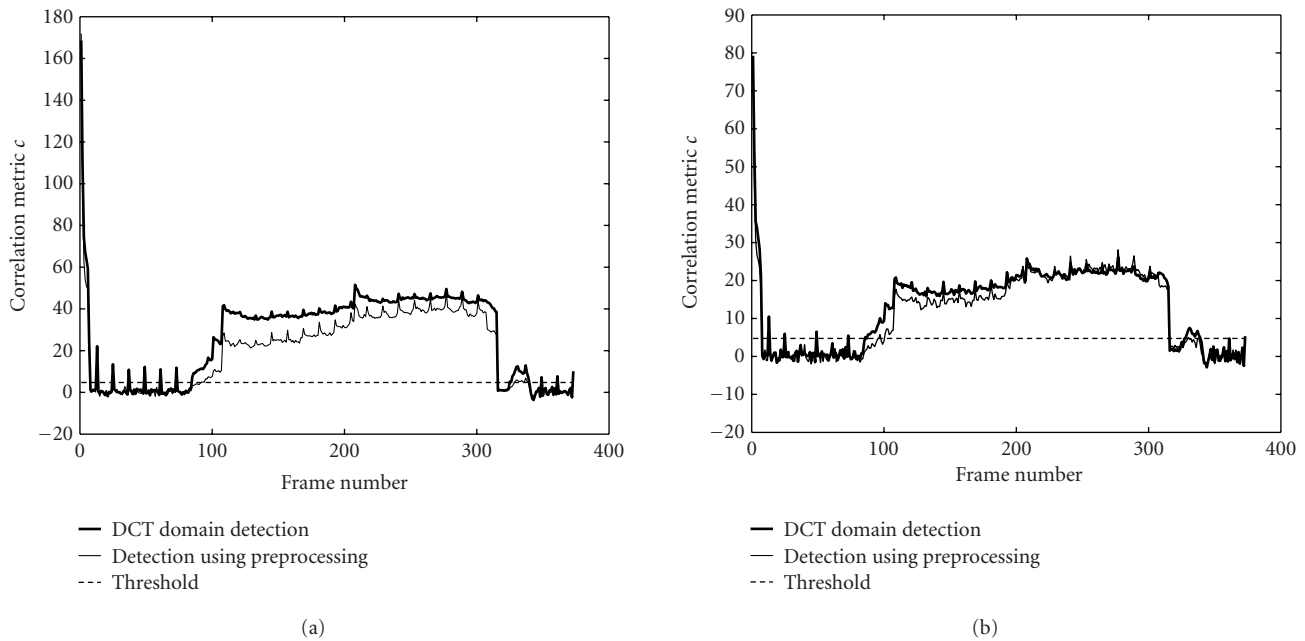 180
160
140
120
100
80
60
40
20
0
−20
Correlation metric c
0 100 200 300 400
Frame number
DCT domain detection
Detection using preprocessing
Threshold
(a)
90
80
70
60
50
40
30
20
10
0
−10
−20
Correlation metric c
0 100 200 300 400
Frame number
DCT domain detection
Detection using preprocessing
Threshold
(b)